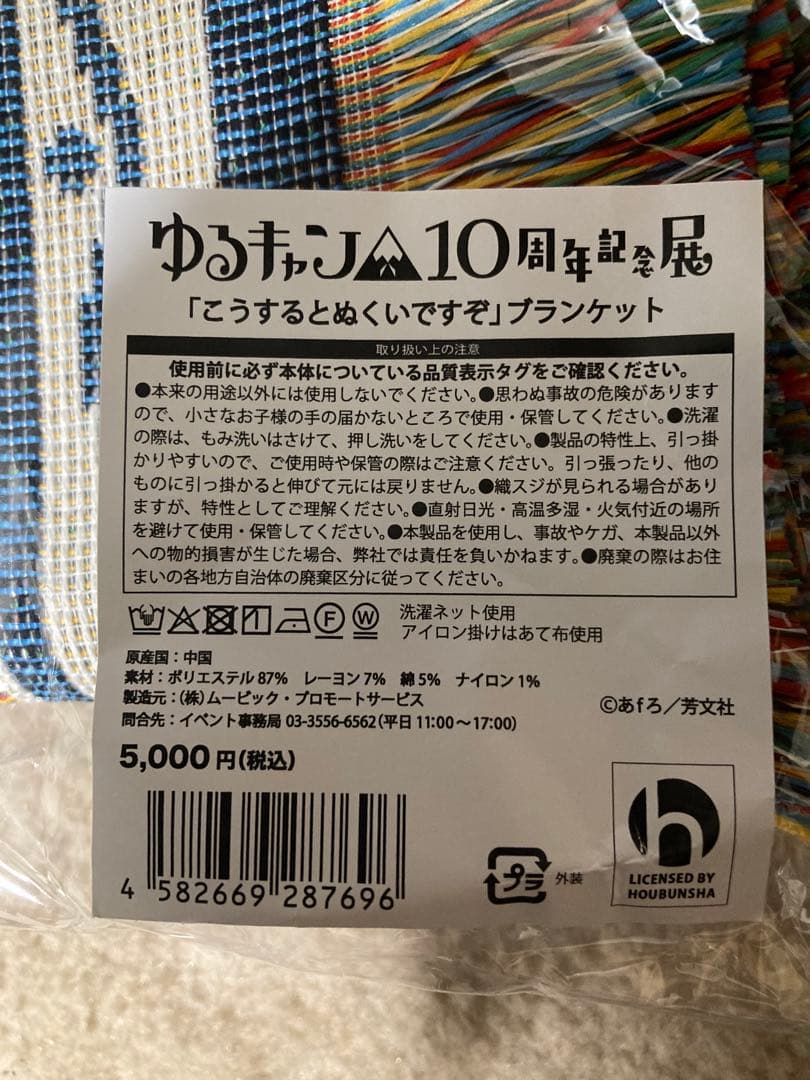 ゆるキャン△10周年記念展
「こうするとぬくいですぞ」ブランケット
取り扱い上の注意
使用前に必ず本体についている品質表示タグをご確認ください。
●本来の用途以外には使用しないでください。●思わぬ事故の危険があります
ので、小さなお子様の手の届かないところで使用・保管してください。●洗濯
の際は、もみ洗いはさけて、押し洗いをしてください。●製品の特性上、引っ掛
かりやすいので、ご使用時や保管の際はご注意ください。引っ張ったり、他の
ものに引っ掛かると伸びて元には戻りません。●織スジが見られる場合があり
ますが、特性としてご理解ください。●直射日光・高温多湿・火気付近の場所
を避けて使用・保管してください。●本製品を使用し、事故やケガ、本製品以外
への物的損害が生じた場合、弊社では責任を負いかねます。●廃棄の際はお住
まいの各地方自治体の廃棄区分に従ってください。
F W
洗濯ネット使用
アイロン掛けはあて布使用
原産国：中国
素材：ポリエステル 87%　レーヨン 7%　綿 5%　ナイロン 1%
製造元：（株）ムービック・プロモートサービス
問合先：イベント事務局 03-3556-6562（平日 11:00～17:00）
©あfろ／芳文社
5,000 円（税込）
4 582669 287696
プラ 外装
h
LICENSED BY
HOUBUNSHA